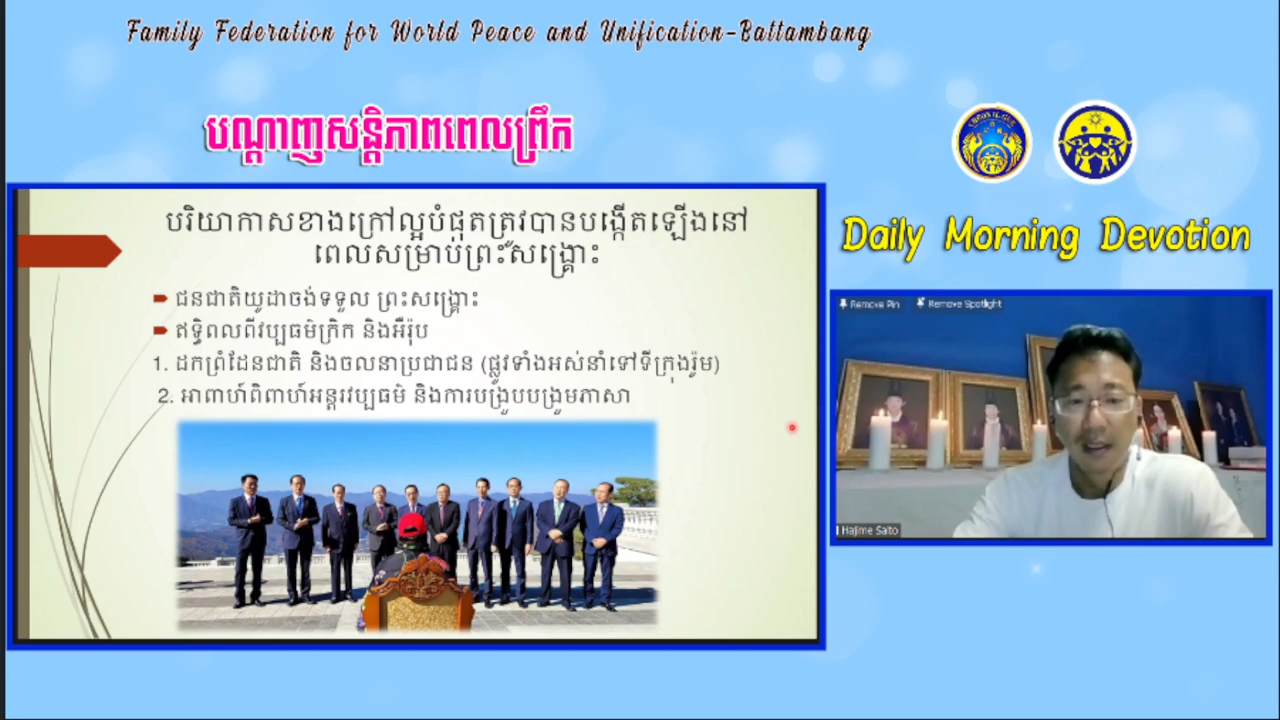 Family Federation for World Peace and Unification-Battambang
បណ្តាញសន្តិភាពពេលព្រឹក
Daily Morning Devotion
បរិយាកាសខាងក្រៅល្អបំផុតត្រូវបានបង្កើតឡើងនៅ
ពេលសម្រាប់ព្រះសង្គ្រោះ
ជនជាតិយូដាចង់ទទួល ព្រះសង្គ្រោះ
ឥទ្ធិពលពីវប្បធម៌ក្រិក និងអឺរ៉ុប
1. ដកព្រំដែនជាតិ និងចលនាប្រជាជន (ផ្លូវទាំងអស់នាំទៅទីក្រុងរ៉ូម)
2. អាពាហ៍ពិពាហ៍អន្តរវប្បធម៌ និងការបង្រួបបង្រួមភាសា
Remove Pin
Remove Spotlight
Hajime Saito